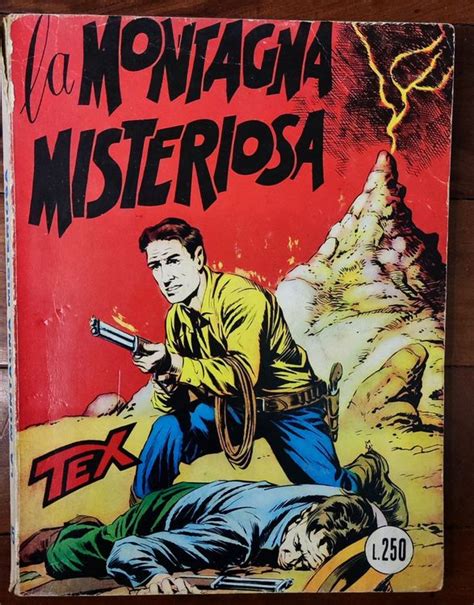 la MONTAGNA
MISTERIOSA
TEX
L.250